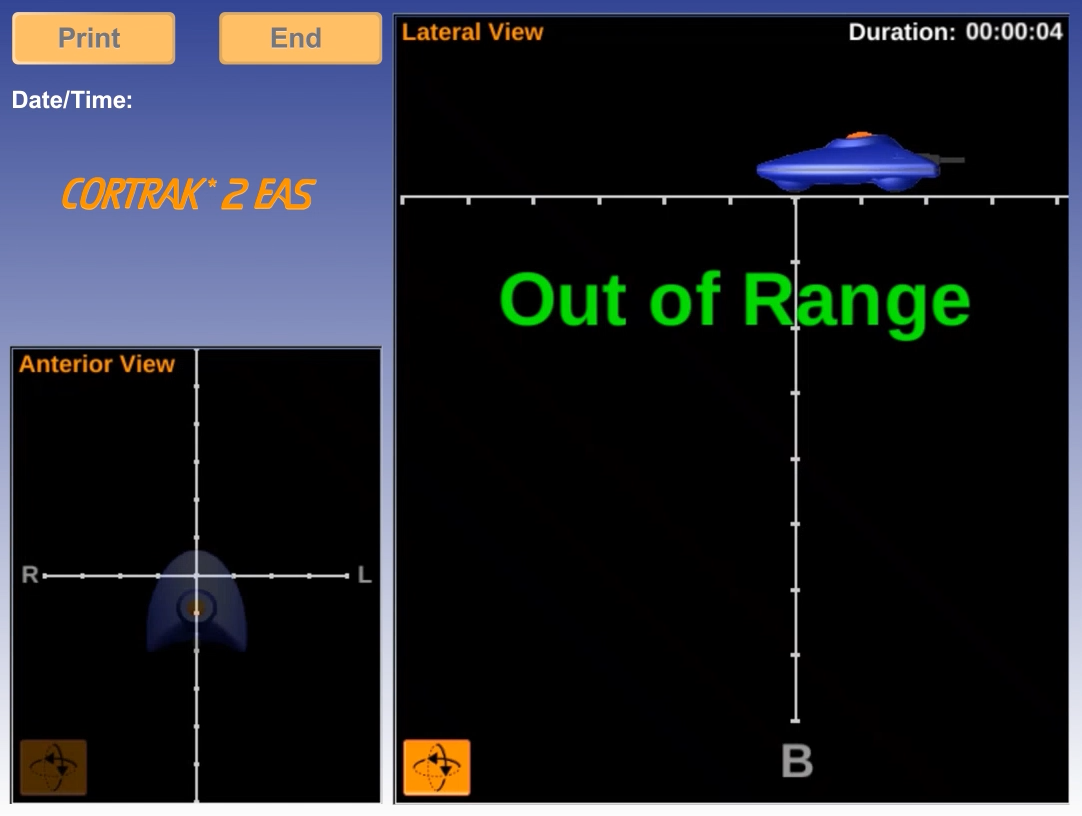 Print
End
Date/Time:
CORTRAK* 2 EAS
Lateral View
Duration: 00:00:04
Out of Range
B
Anterior View
R
L